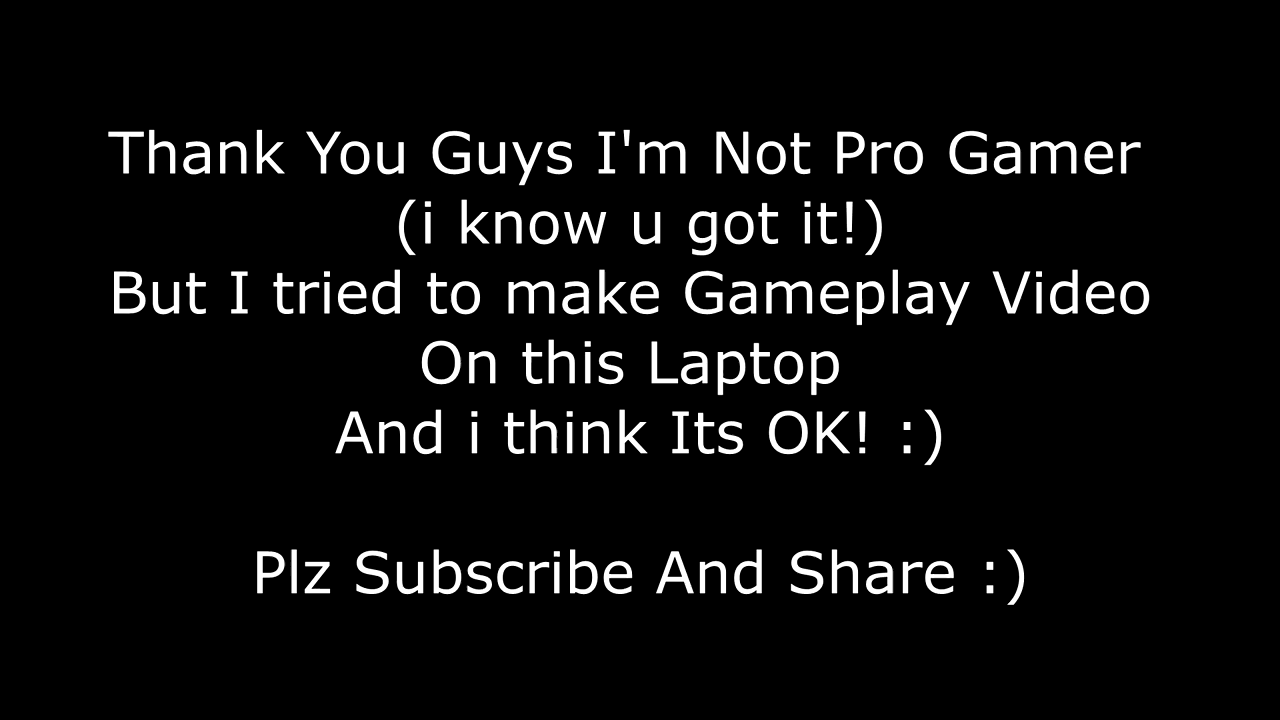 Thank You Guys I'm Not Pro Gamer
(i know u got it!)
But I tried to make Gameplay Video
On this Laptop
And i think Its OK! :)
Plz Subscribe And Share :)